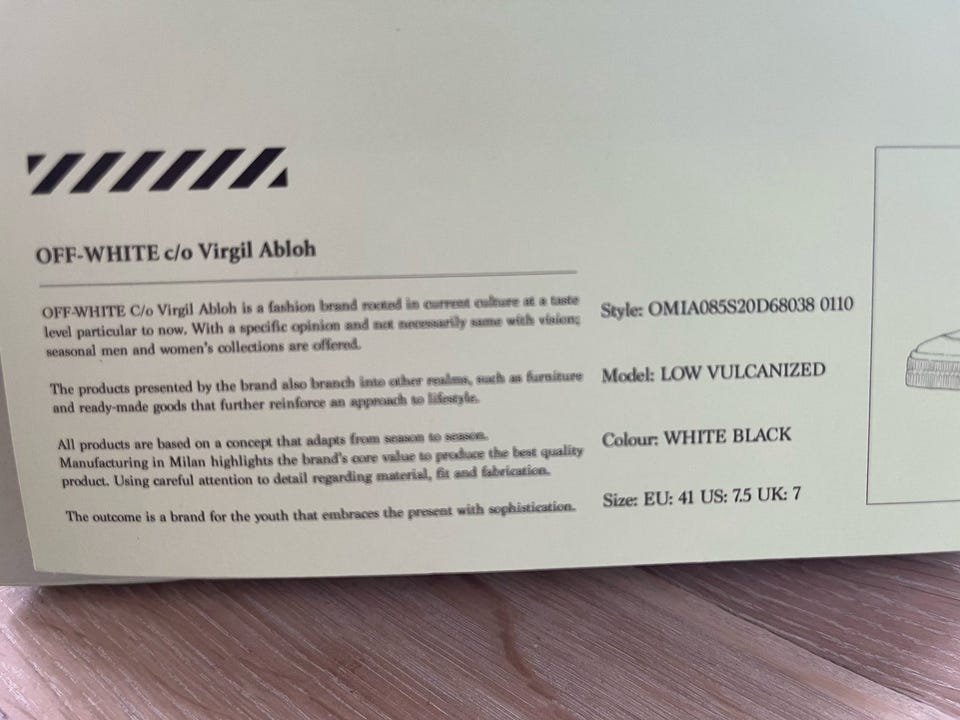 OFF-WHITE c/o Virgil Abloh
OFF-WHITE C/o Virgil Abloh is a fashion brand rooted in current culture at a taste
level particular to now. With a specific opinion and not necessarily same with vision;
seasonal men and women's collections are offered.
The products presented by the brand also branch into other realms, such as furniture
and ready-made goods that further reinforce an approach to lifestyle.
All products are based on a concept that adapts from season to season.
Manufacturing in Milan highlights the brand's core value to produce the best quality
product. Using careful attention to detail regarding material, fit and fabrication.
The outcome is a brand for the youth that embraces the present with sophistication.
Style: OMIA085S20D68038 0110
Model: LOW VULCANIZED
Colour: WHITE BLACK
Size: EU: 41 US: 7.5 UK: 7